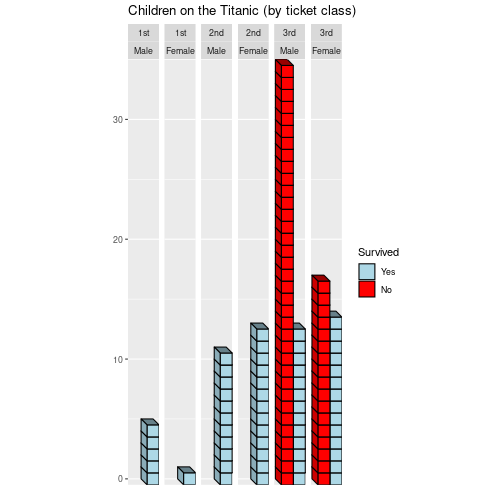 Children on the Titanic (by ticket class)
1st 1st 2nd 2nd 3rd 3rd
Male Female Male Female Male Female
30
20
10
0
Survived
Yes
No